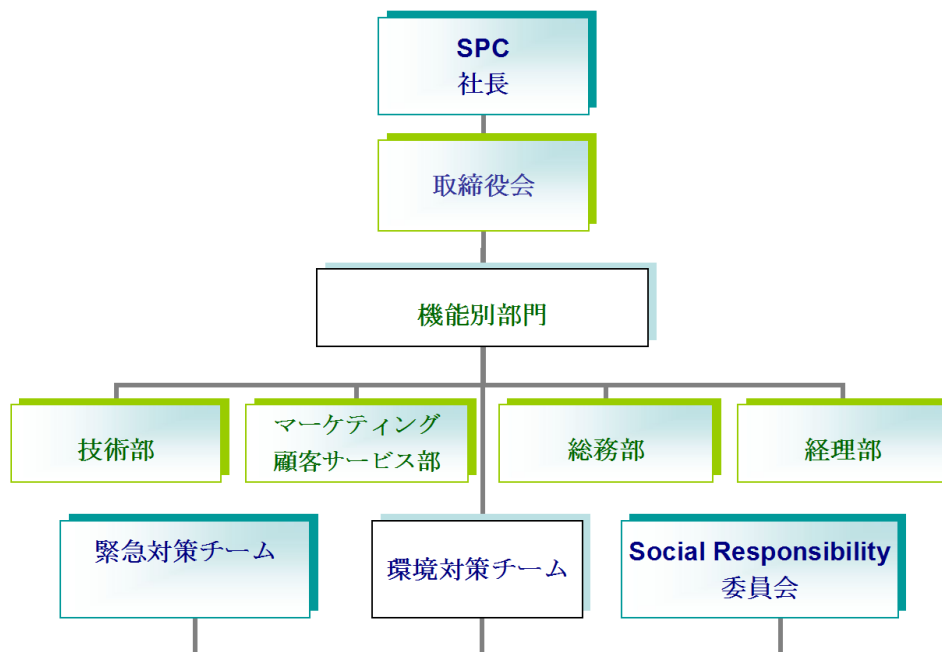 SPC
社長
取締役会
機能別部門
技術部
マーケティング
顧客サービス部
総務部
経理部
緊急対策チーム
環境対策チーム
Social Responsibility
委員会